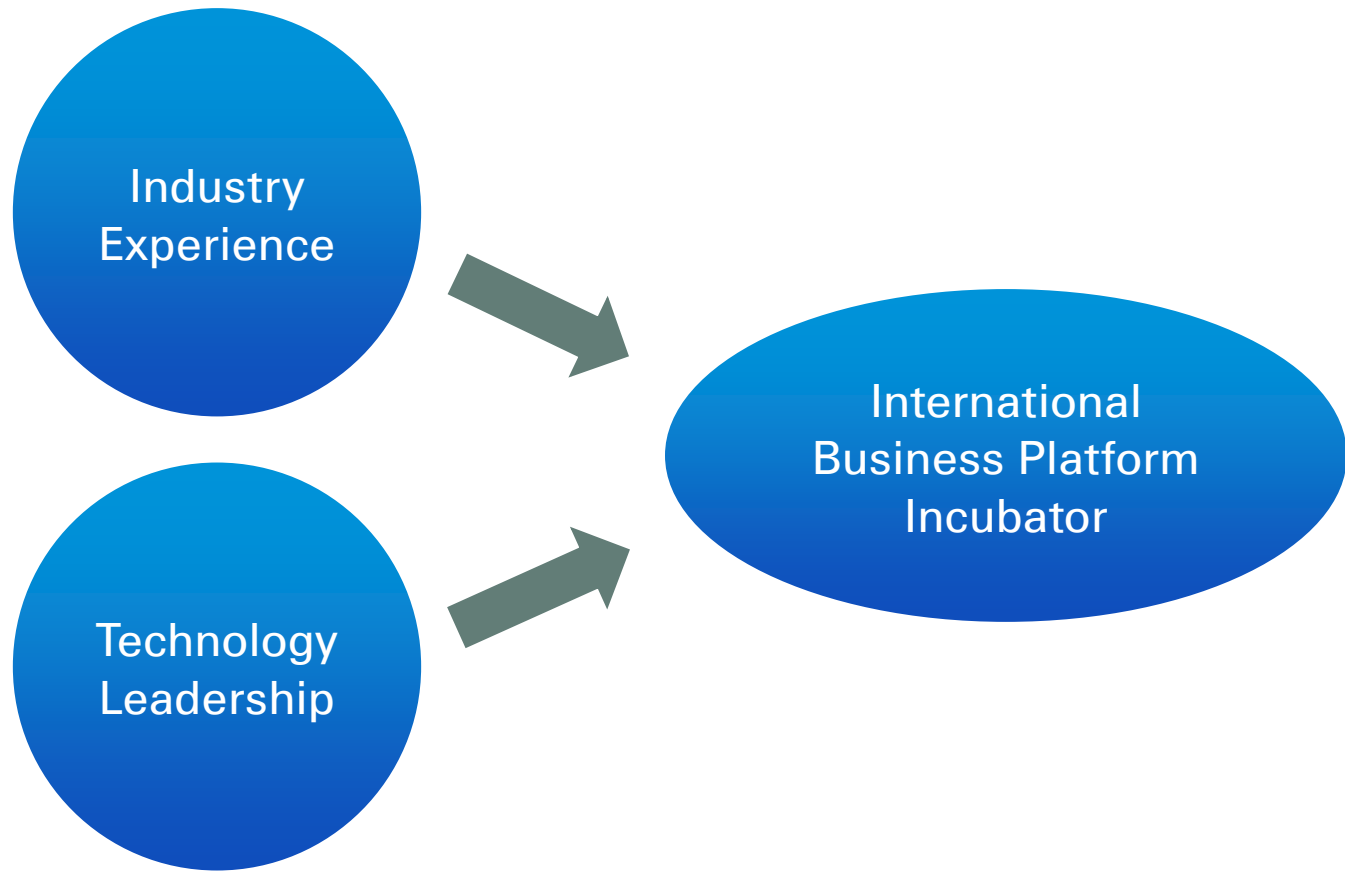 Industry
Experience
Technology
Leadership
International
Business Platform
Incubator